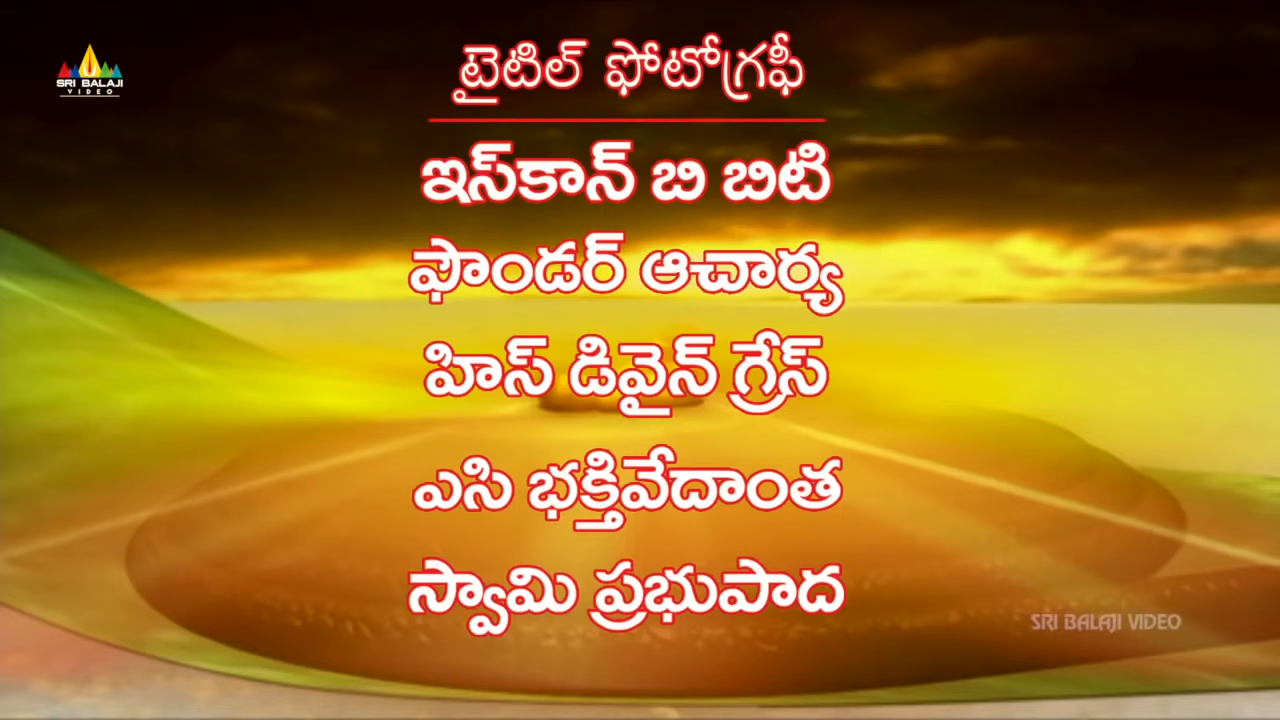 SRI BALAJI
VIDEO
టైటిల్ ఫోటోగ్రఫీ
ఇస్‌కాన్ బి బిటి
ఫౌండర్ ఆచార్య
హిస్ డివైన్ గ్రేస్
ఎసి భక్తివేదాంత
స్వామి ప్రభుపాద
SRI BALAJI VIDEO